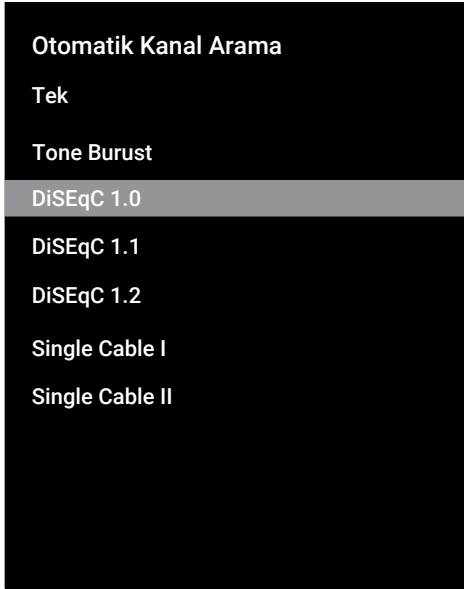 Otomatik Kanal Arama
Tek
Tone Burust
DiSEqC 1.0
DiSEqC 1.1
DiSEqC 1.2
Single Cable I
Single Cable II